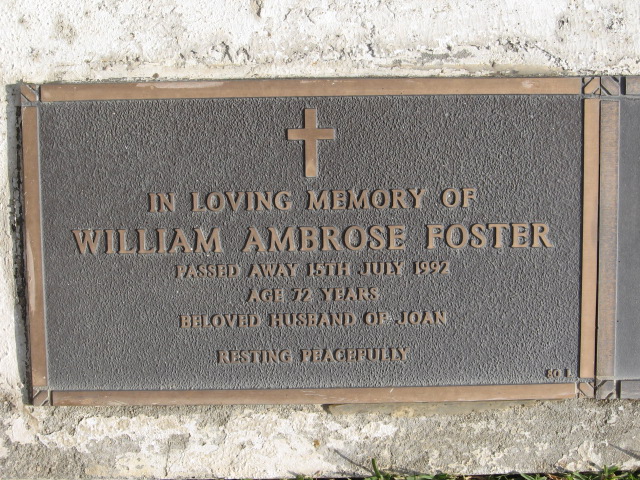 IN LOVING MEMORY OF
WILLIAM AMBROSE FOSTER
PASSED AWAY 15TH JULY 1992
AGE 72 YEARS
BELOVED HUSBAND OF JOAN
RESTING PEACEFULLY